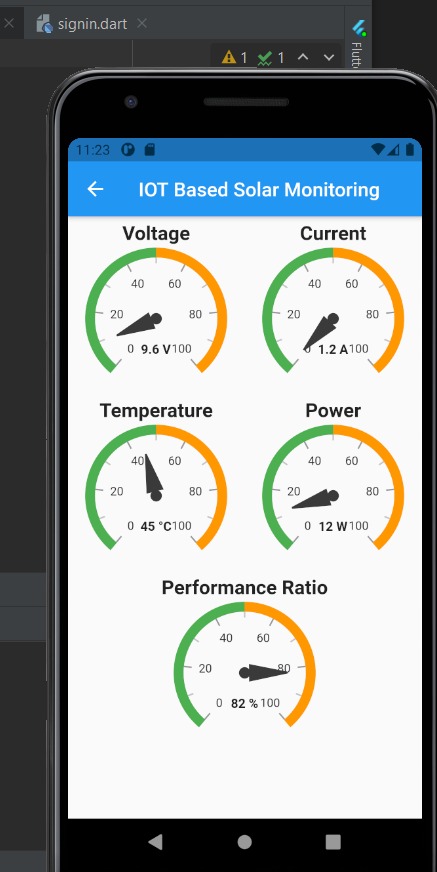 signin.dart
1 1
Flutt
11:23
IOT Based Solar Monitoring
Voltage Current
40 60 40 60
20 80 20 80
0 9.6 V 100 0 1.2 A 100
Temperature Power
40 60 40 60
20 80 20 80
0 45 °C 100 0 12 W 100
Performance Ratio
40 60
20 80
0 82 % 100